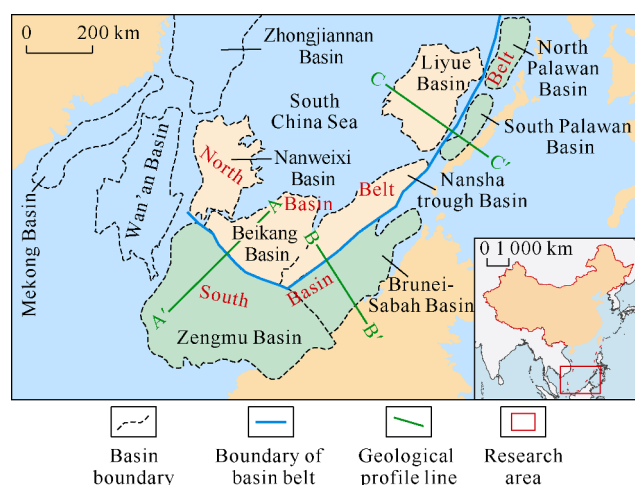 0 200 km
Zhongjiannan
Basin
Liyue
Basin
North
Palawan
Basin
Belt
C
South
China Sea
South Palawan
Basin
C′
Mekong Basin
Wan'an Basin
North
Nanweixi
Basin
Belt
Nansha
trough Basin
A
Basin
Beikang
Basin
B
Brunei-
Sabah Basin
South
Basin
A′
B′
Zengmu Basin
0 1 000 km
Basin
boundary
Boundary of
basin belt
Geological
profile line
Research
area